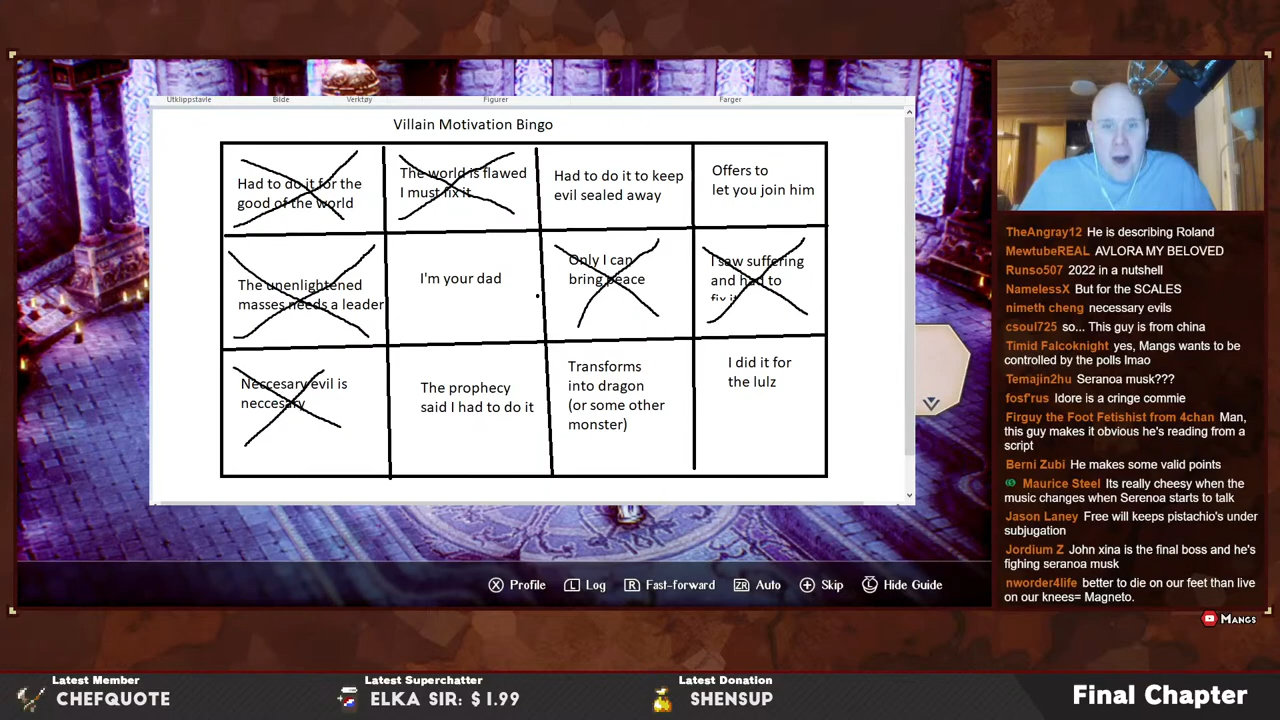 Utklippstavle Bilde Verktøy Figurer Farger
Villain Motivation Bingo
Had to do it for the
good of the world
The world is flawed
I must fix it
Had to do it to keep
evil sealed away
Offers to
let you join him
The unenlightened
masses needs a leader
I'm your dad
Only I can
bring peace
I saw suffering
and had to
fix it
Neccesary evil is
neccesary
The prophecy
said I had to do it
Transforms
into dragon
(or some other
monster)
I did it for
the lulz
X Profile L Log R Fast-forward ZR Auto + Skip L Hide Guide
TheAngray12 He is describing Roland
MewtubeREAL AVLORA MY BELOVED
Runso507 2022 in a nutshell
NamelessX But for the SCALES
nimeth cheng necessary evils
csoul725 so... This guy is from china
Timid Falcoknight yes, Mangs wants to be
controlled by the polls lmao
Temajin2hu Seranoa musk???
fosf'rus Idore is a cringe commie
Firguy the Foot Fetishist from 4chan Man,
this guy makes it obvious he's reading from a
script
Berni Zubi He makes some valid points
Maurice Steel Its really cheesy when the
music changes when Serenoa starts to talk
Jason Laney Free will keeps pistachio's under
subjugation
Jordium Z John xina is the final boss and he's
fighing seranoa musk
nworder4life better to die on our feet than live
on our knees= Magneto.
Mangs
Latest Member
CHEFQUOTE
Latest Superchatter
ELKA SIR: $1.99
Latest Donation
SHENSUP
Final Chapter